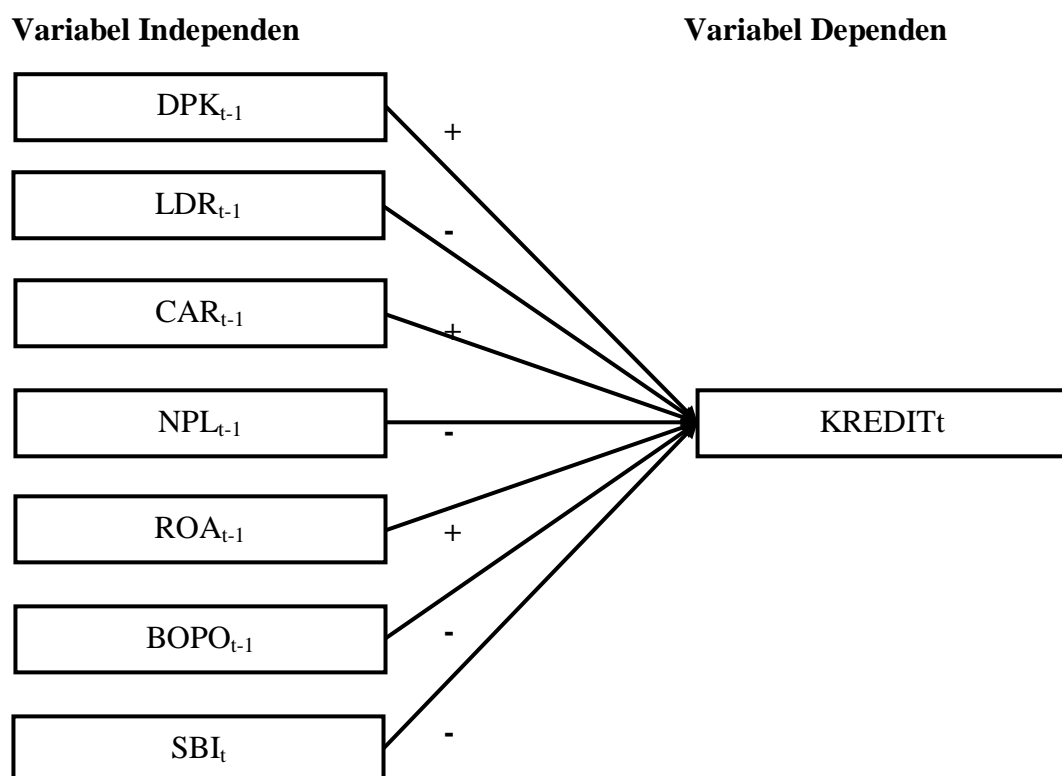 Variabel Independen
Variabel Dependen
DPKt-1
+
LDRt-1
-
CARt-1
+
NPLt-1
-
KREDITt
ROAt-1
+
BOPOt-1
-
SBIt
-